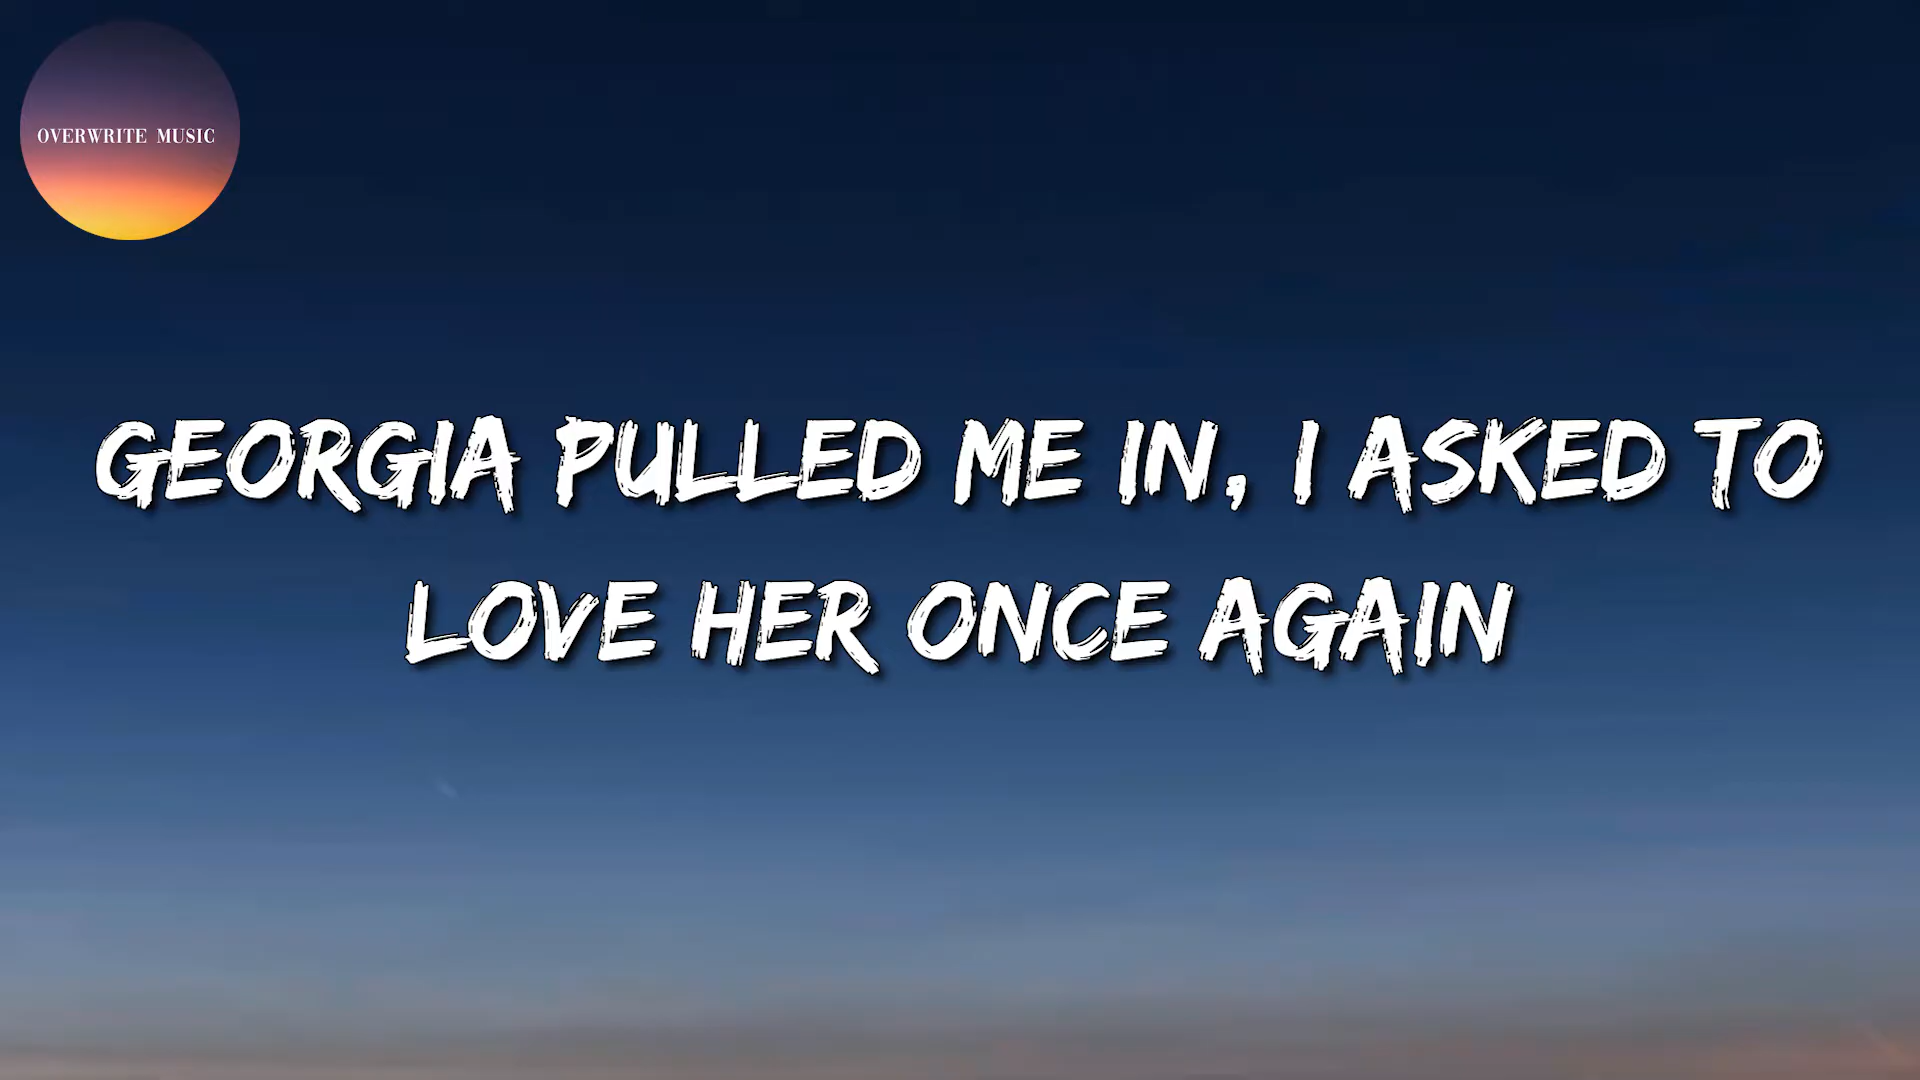 OVERWRITE MUSIC
GEORGIA PULLED ME IN, I ASKED TO
LOVE HER ONCE AGAIN